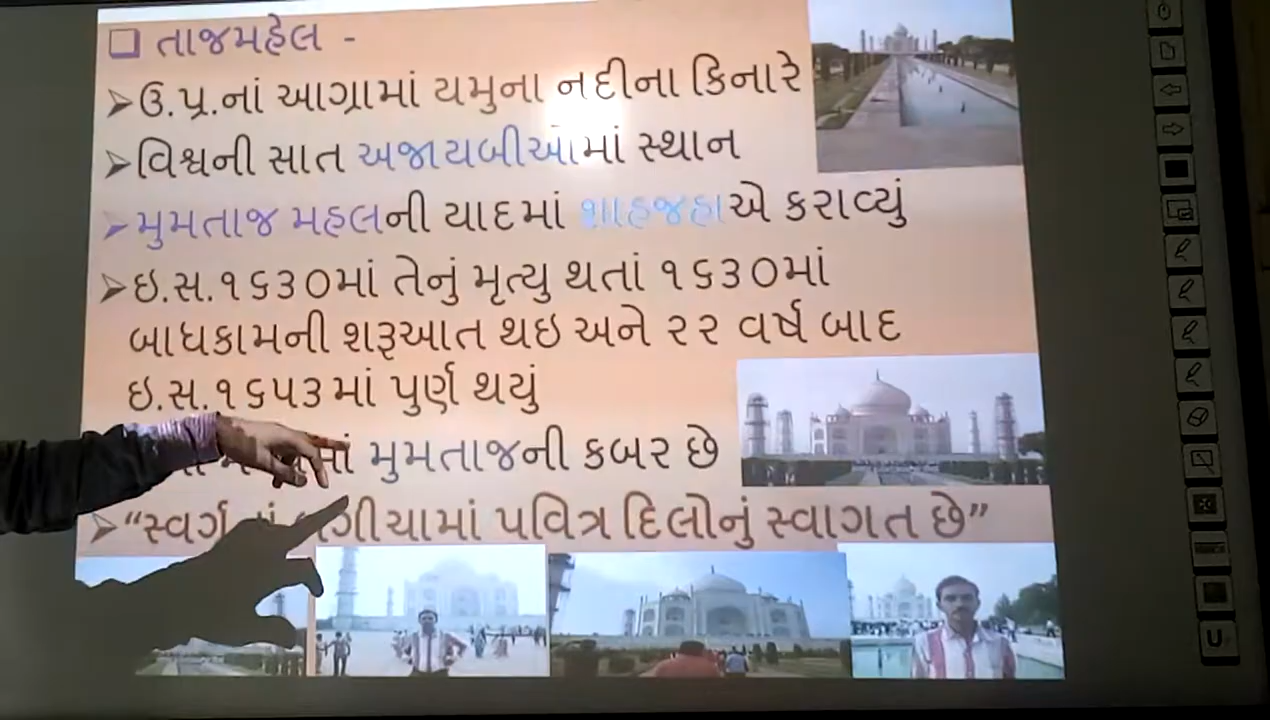 તાજમહેલ -
ઉ.પ્ર.નાં આગ્રામાં યમુના નદીના કિનારે
વિશ્વની સાત અજાયબીઓમાં સ્થાન
મુમતાજ મહલની યાદમાં શાહજહાએ કરાવ્યું
ઇ.સ.૧૬૩૦માં તેનું મૃત્યુ થતાં ૧૬૩૦માં
બાધકામની શરૂઆત થઇ અને ૨૨ વર્ષ બાદ
ઇ.સ.૧૬૫૩માં પુર્ણ થયું
મુમતાજની કબર છે
“સ્વર્ગ બગીચામાં પવિત્ર દિલોનું સ્વાગત છે”